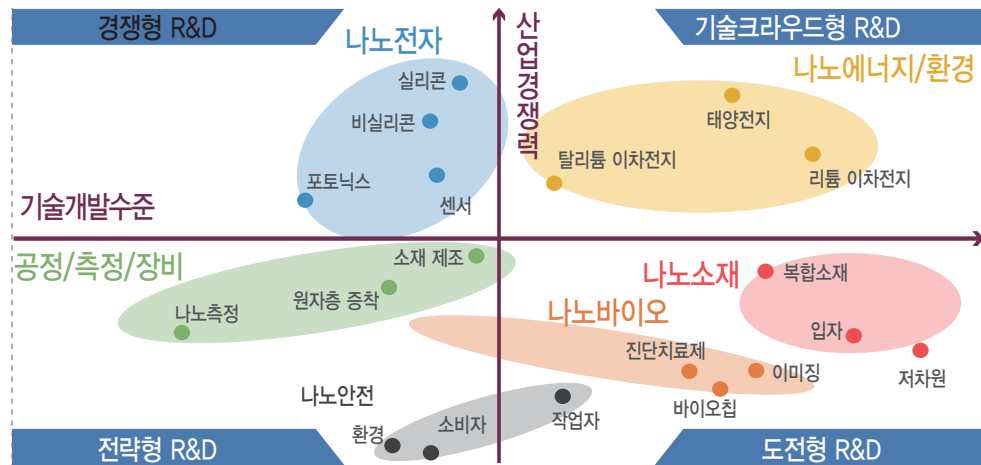 경쟁형 R&D
산업경쟁력
기술크라우드형 R&D
나노전자
나노에너지/환경
실리콘
비실리콘
태양전지
탈리튬 이차전지
리튬 이차전지
포토닉스
센서
기술개발수준
공정/측정/장비
소재 제조
원자층 증착
나노측정
나노소재
복합소재
입자
저차원
나노바이오
진단치료제
이미징
바이오칩
나노안전
환경
소비자
작업자
전략형 R&D
도전형 R&D